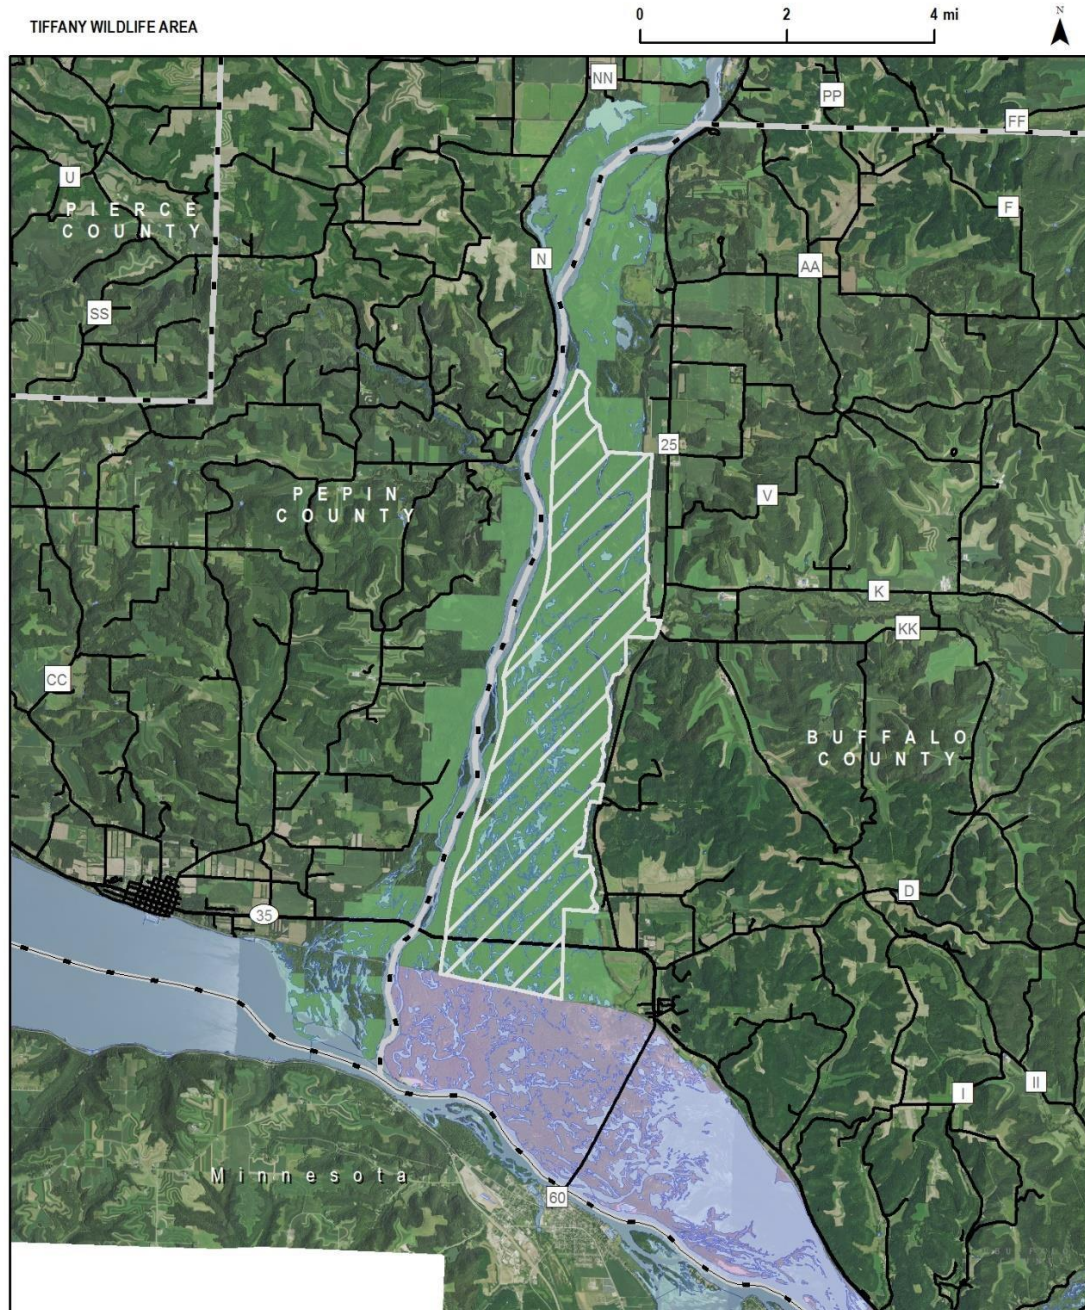 TIFFANY WILDLIFE AREA
0 2 4 mi
N
NN
PP
FF
U
PIERCE
COUNTY
F
N
AA
SS
25
V
PEPIN
COUNTY
K
KK
CC
BUFFALO
COUNTY
D
35
II
I
Minnesota
60